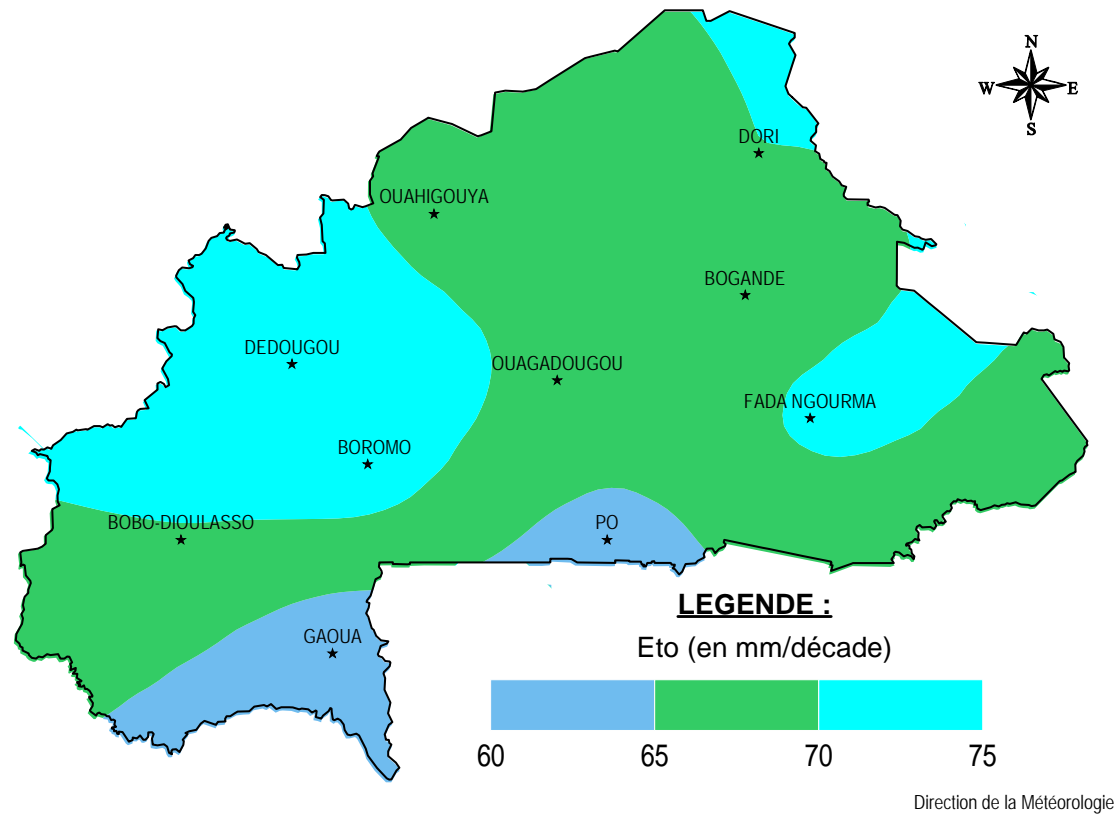 N
W E
S
DORI
OUAHIGOUYA
BOGANDE
DEDOUGOU
OUAGADOUGOU
FADA NGOURMA
BOROMO
BOBO-DIOULASSO
PO
GAOUA
LEGENDE :
Eto (en mm/décade)
60 65 70 75
Direction de la Météorologie